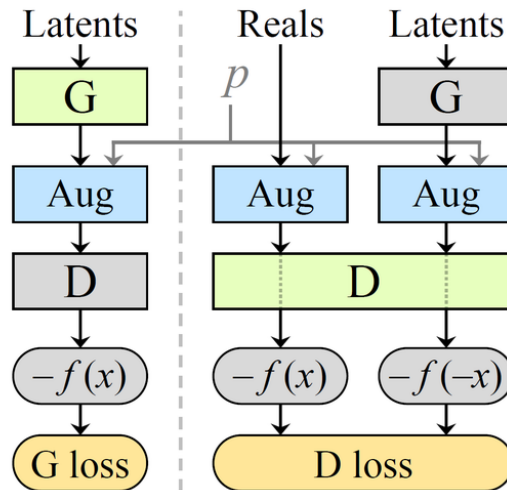 Latents Reals Latents
p
G G
Aug Aug Aug
D D
−f(x) −f(x) −f(−x)
G loss D loss